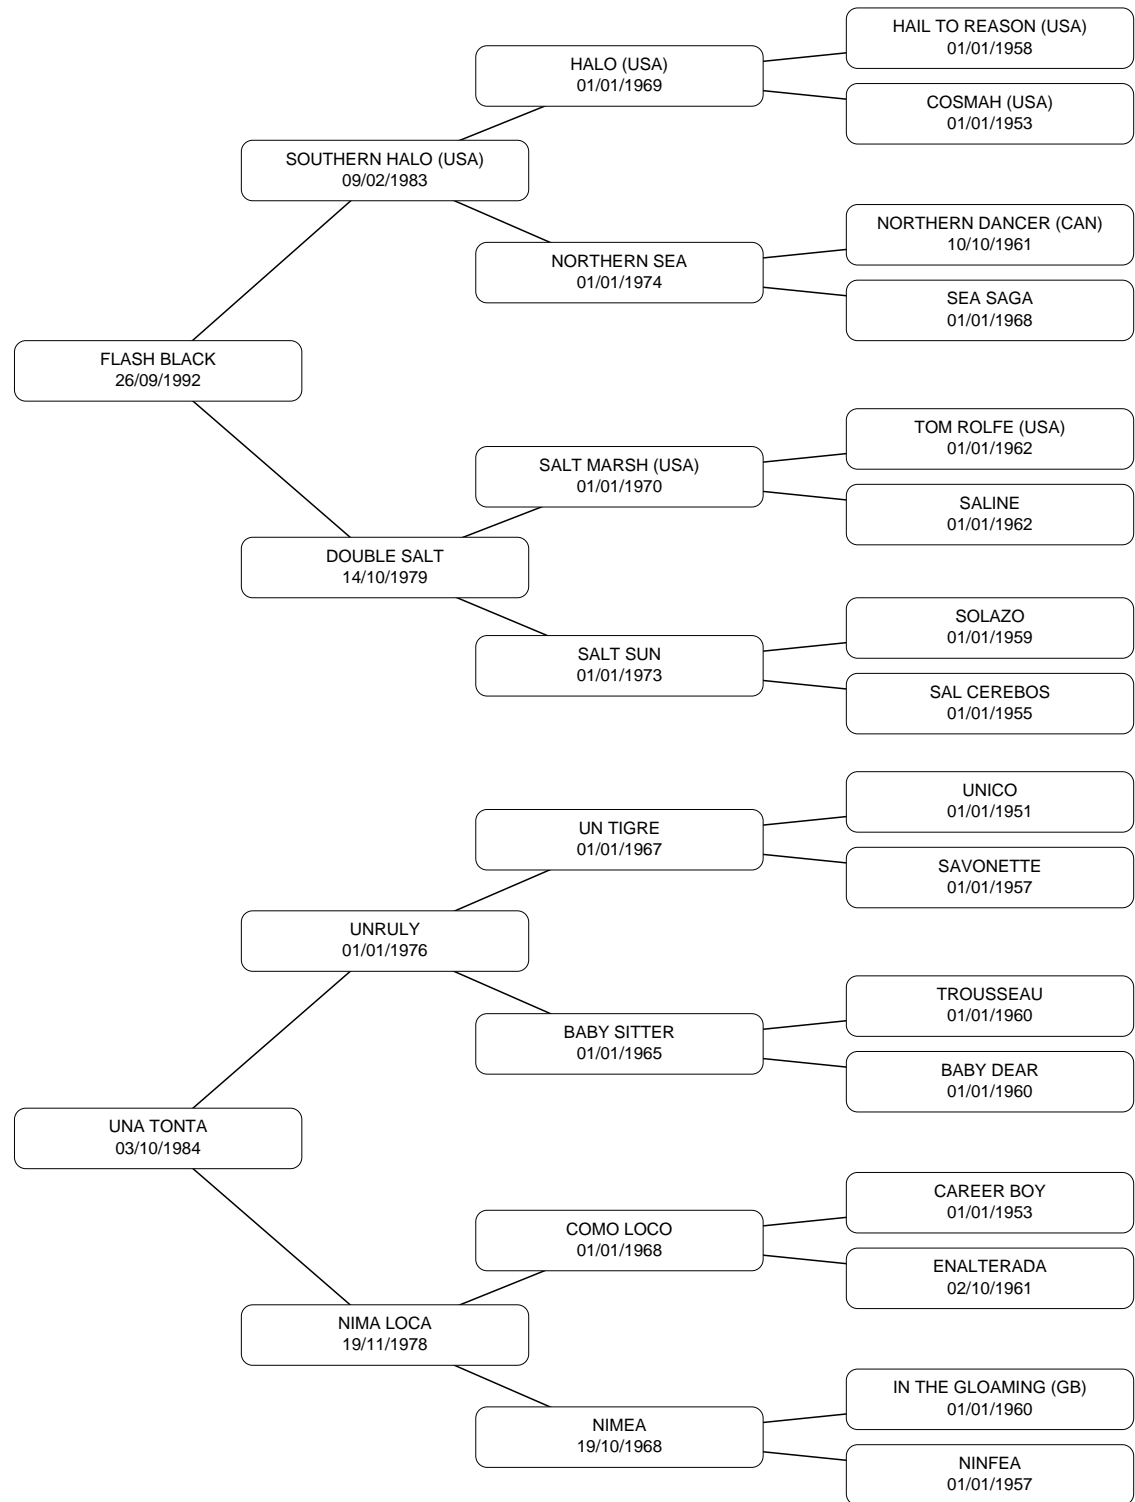 HAIL TO REASON (USA)
01/01/1958
HALO (USA)
01/01/1969
COSMAH (USA)
01/01/1953
SOUTHERN HALO (USA)
09/02/1983
NORTHERN DANCER (CAN)
10/10/1961
NORTHERN SEA
01/01/1974
SEA SAGA
01/01/1968
FLASH BLACK
26/09/1992
TOM ROLFE (USA)
01/01/1962
SALT MARSH (USA)
01/01/1970
SALINE
01/01/1962
DOUBLE SALT
14/10/1979
SOLAZO
01/01/1959
SALT SUN
01/01/1973
SAL CEREBOS
01/01/1955
UNICO
01/01/1951
UN TIGRE
01/01/1967
SAVONETTE
01/01/1957
UNRULY
01/01/1976
TROUSSEAU
01/01/1960
BABY SITTER
01/01/1965
BABY DEAR
01/01/1960
UNA TONTA
03/10/1984
CAREER BOY
01/01/1953
COMO LOCO
01/01/1968
ENALTERADA
02/10/1961
NIMA LOCA
19/11/1978
IN THE GLOAMING (GB)
01/01/1960
NIMEA
19/10/1968
NINFEA
01/01/1957